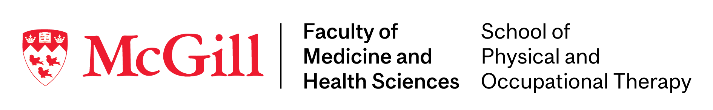 McGill
Faculty of
Medicine and
Health Sciences
School of
Physical and
Occupational Therapy